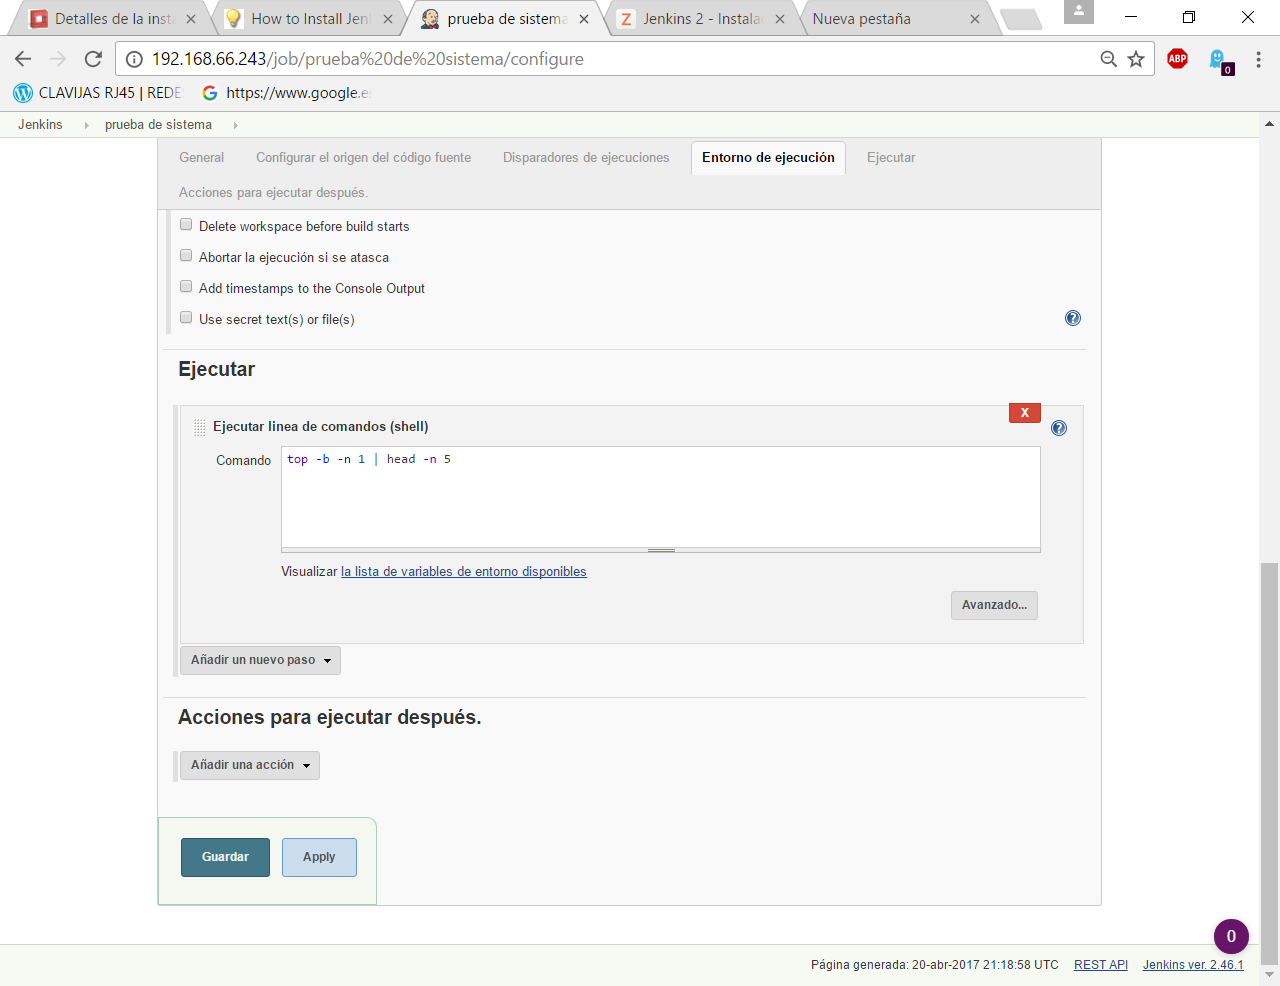 Detalles de la inst
How to Install Jen
prueba de sistema
Jenkins 2 - Instala
Nueva pestaña
192.168.66.243/job/prueba%20de%20sistema/configure
ABP
0
CLAVIJAS RJ45 | REDE
https://www.google.es
Jenkins
prueba de sistema
General
Configurar el origen del código fuente
Disparadores de ejecuciones
Entorno de ejecución
Ejecutar
Acciones para ejecutar después.
Delete workspace before build starts
Abortar la ejecución si se atasca
Add timestamps to the Console Output
Use secret text(s) or file(s)
Ejecutar
X
Ejecutar linea de comandos (shell)
Comando
top -b -n 1 | head -n 5
Visualizar la lista de variables de entorno disponibles
Avanzado...
Añadir un nuevo paso
Acciones para ejecutar después.
Añadir una acción
Guardar
Apply
0
Página generada: 20-abr-2017 21:18:58 UTC
REST API
Jenkins ver. 2.46.1